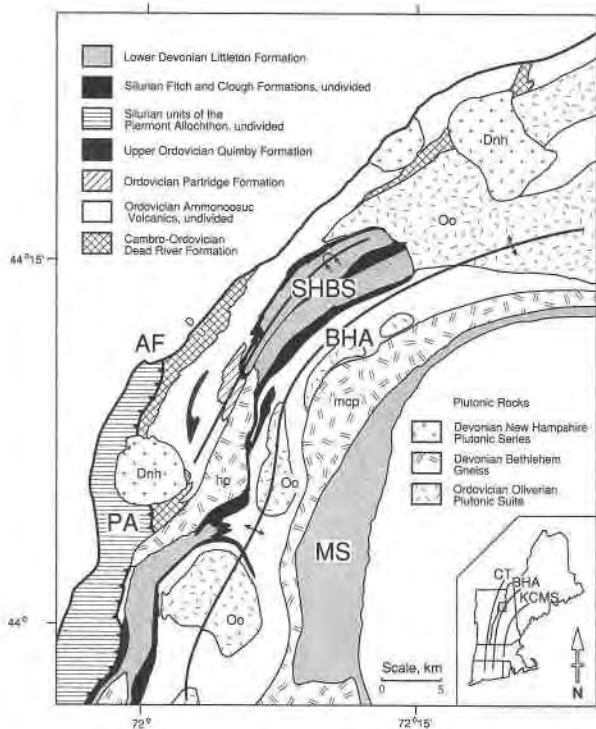 Lower Devonian Littleton Formation
Silurian Fitch and Clough Formations, undivided
Silurian units of the
Piermont Allochthon, undivided
Upper Ordovician Quimby Formation
Ordovician Partridge Formation
Ordovician Ammonoosuc
Volcanics, undivided
Cambro-Ordovician
Dead River Formation
Dnh
Oo
44°15'
SHBS
BHA
AF
D
U
mcp
Plutonic Rocks
Devonian New Hampshire
Plutonic Series
Devonian Bethlehem
Gneiss
Ordovician Oliverian
Plutonic Suits
Dnh
hp
Oo
PA
MS
Oo
44°
CT
BHA
KCMS
Scale, km
0 5
N
72°
72°15'